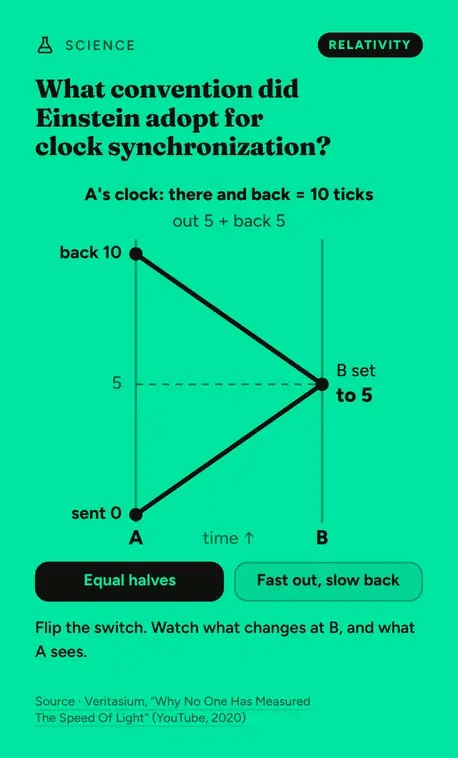 SCIENCE
RELATIVITY
What convention did
Einstein adopt for
clock synchronization?
A's clock: there and back = 10 ticks
out 5 + back 5
back 10
B set
5
to 5
sent 0
A
time ↑
B
Equal halves
Fast out, slow back
Flip the switch. Watch what changes at B, and what
A sees.
Source · Veritasium, “Why No One Has Measured
The Speed Of Light” (YouTube, 2020)